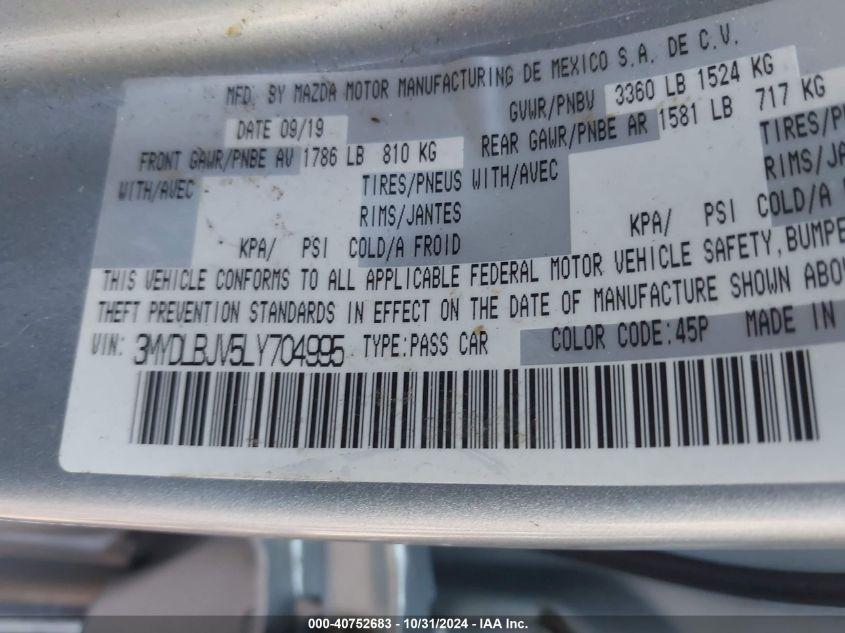 MFD. BY MAZDA MOTOR MANUFACTURING DE MEXICO S.A. DE C.V.
DATE 09/19 GVWR/PNBV 3360 LB 1524 KG
FRONT GAWR/PNBE AV 1786 LB 810 KG REAR GAWR/PNBE AR 1581 LB 717 KG
WITH/AVEC TIRES/PNEUS WITH/AVEC
RIMS/JANTES
KPA/ PSI COLD/A FROID KPA/ PSI
THIS VEHICLE CONFORMS TO ALL APPLICABLE FEDERAL MOTOR VEHICLE SAFETY,
THEFT PREVENTION STANDARDS IN EFFECT ON THE DATE OF MANUFACTURE SHOWN
VIN: 3MYDLBJV5LY704995 TYPE:PASS CAR COLOR CODE:45P MADE IN
000-40752683 - 10/31/2024 - IAA Inc.